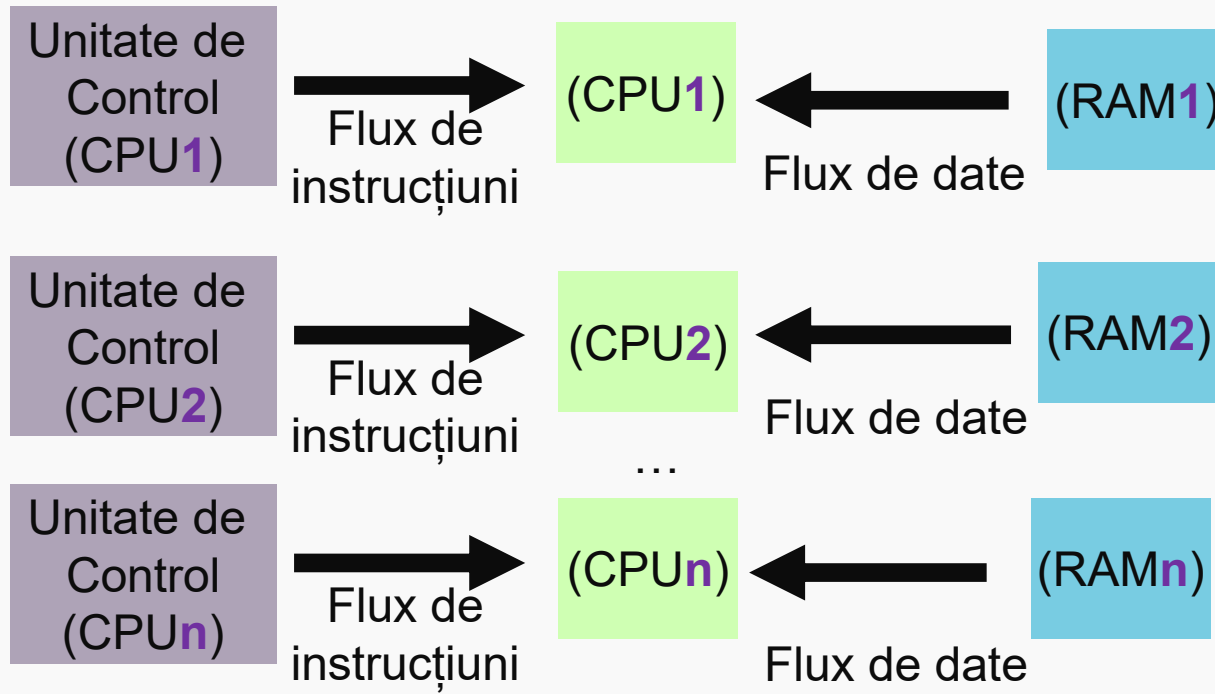 Unitate de
Control
(CPU1)
Flux de
instrucțiuni
(CPU1)
Flux de date
(RAM1)
Unitate de
Control
(CPU2)
Flux de
instrucțiuni
(CPU2)
Flux de date
(RAM2)
...
Unitate de
Control
(CPUn)
Flux de
instrucțiuni
(CPUn)
Flux de date
(RAMn)